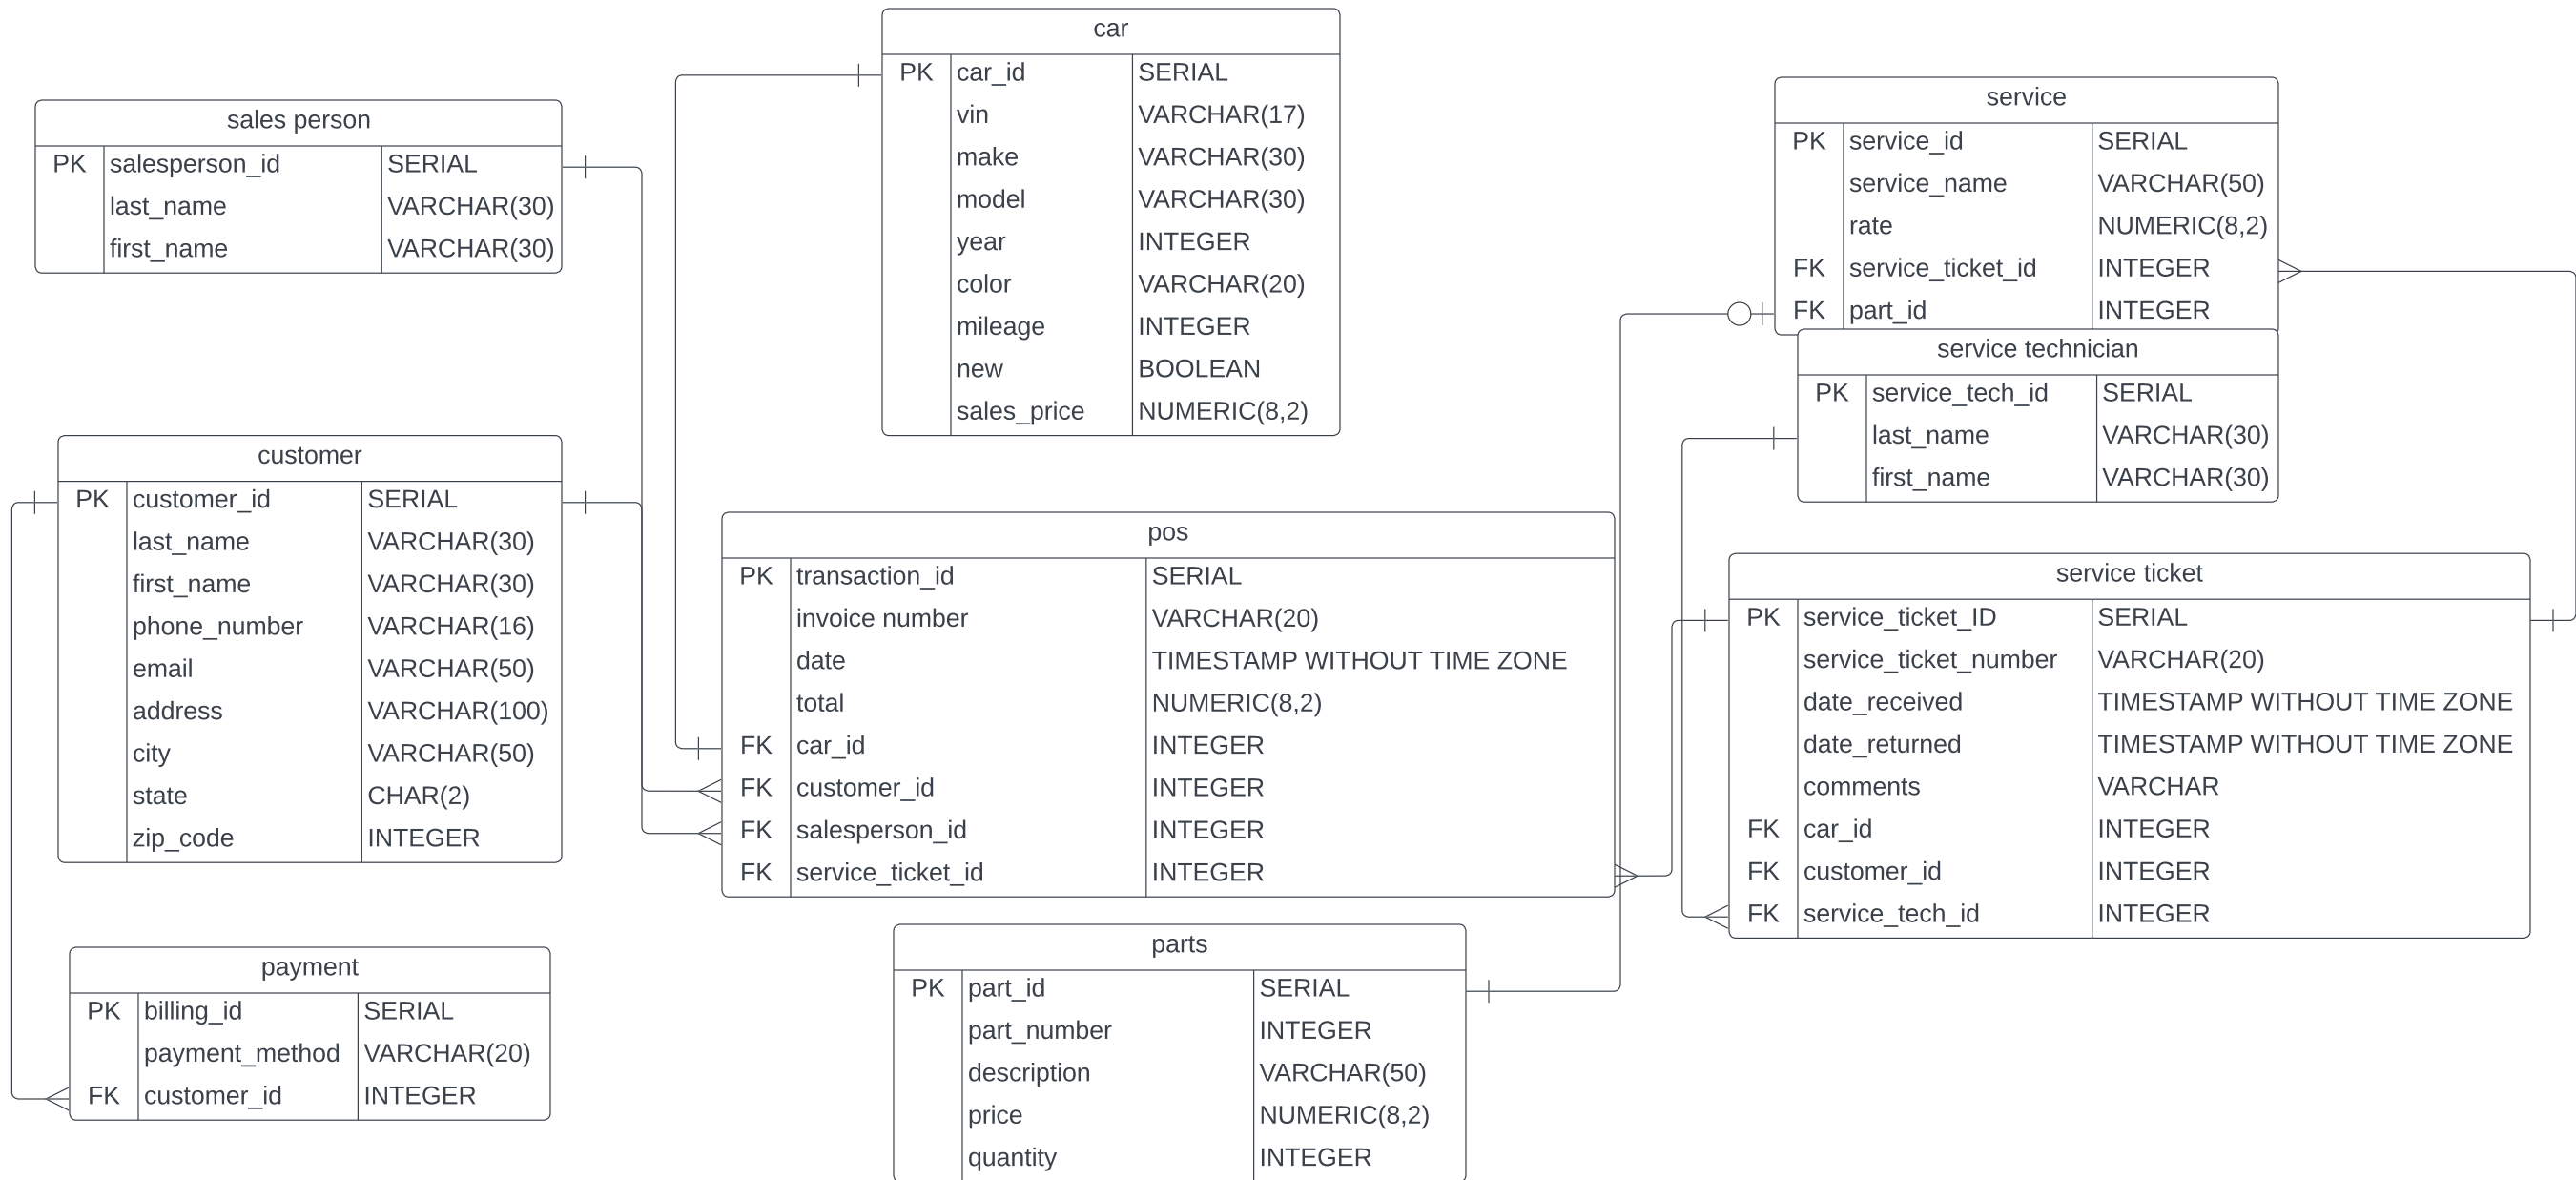 car
PK car_id SERIAL
vin VARCHAR(17)
make VARCHAR(30)
model VARCHAR(30)
year INTEGER
color VARCHAR(20)
mileage INTEGER
new BOOLEAN
sales_price NUMERIC(8,2)
sales person
PK salesperson_id SERIAL
last_name VARCHAR(30)
first_name VARCHAR(30)
service
PK service_id SERIAL
service_name VARCHAR(50)
rate NUMERIC(8,2)
FK service_ticket_id INTEGER
FK part_id INTEGER
service technician
PK service_tech_id SERIAL
last_name VARCHAR(30)
first_name VARCHAR(30)
customer
PK customer_id SERIAL
last_name VARCHAR(30)
first_name VARCHAR(30)
phone_number VARCHAR(16)
email VARCHAR(50)
address VARCHAR(100)
city VARCHAR(50)
state CHAR(2)
zip_code INTEGER
pos
PK transaction_id SERIAL
invoice number VARCHAR(20)
date TIMESTAMP WITHOUT TIME ZONE
total NUMERIC(8,2)
FK car_id INTEGER
FK customer_id INTEGER
FK salesperson_id INTEGER
FK service_ticket_id INTEGER
service ticket
PK service_ticket_ID SERIAL
service_ticket_number VARCHAR(20)
date_received TIMESTAMP WITHOUT TIME ZONE
date_returned TIMESTAMP WITHOUT TIME ZONE
comments VARCHAR
FK car_id INTEGER
FK customer_id INTEGER
FK service_tech_id INTEGER
payment
PK billing_id SERIAL
payment_method VARCHAR(20)
FK customer_id INTEGER
parts
PK part_id SERIAL
part_number INTEGER
description VARCHAR(50)
price NUMERIC(8,2)
quantity INTEGER